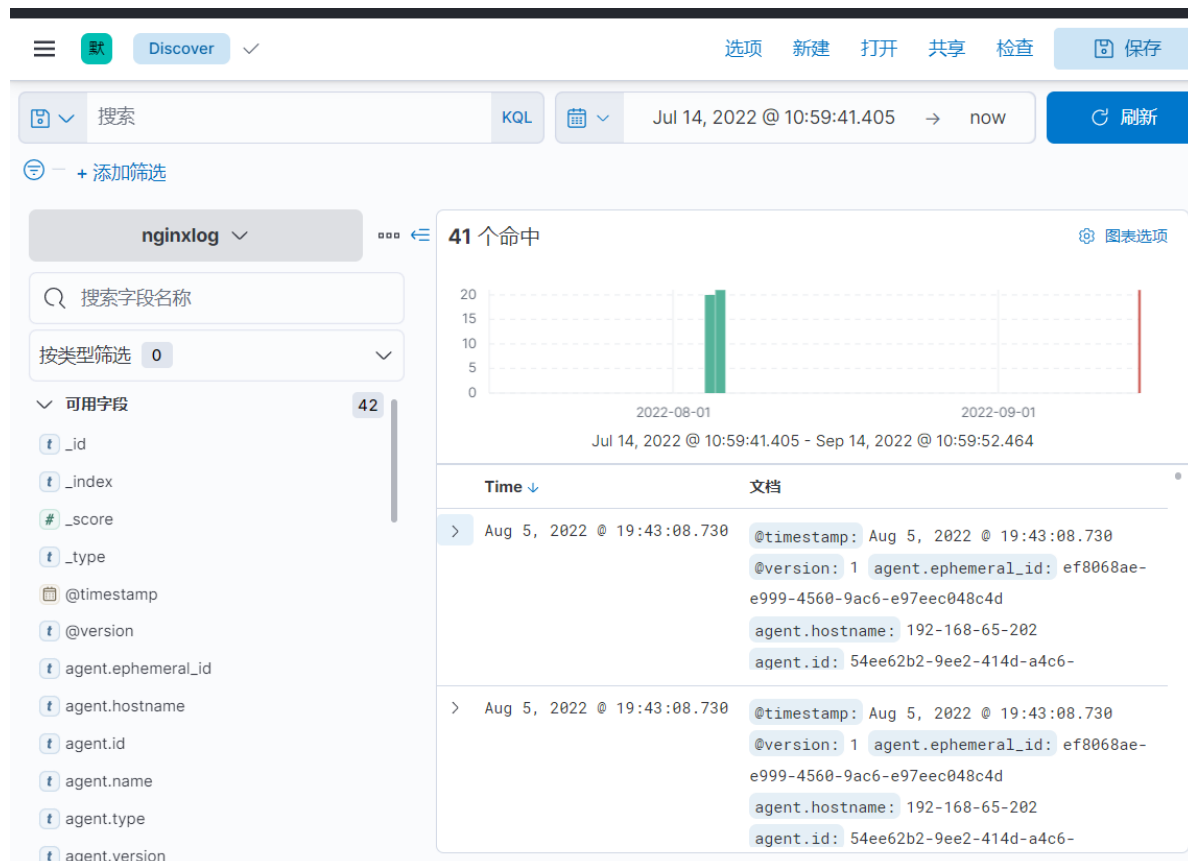 默 Discover 选项 新建 打开 共享 检查 保存
搜索 KQL Jul 14, 2022 @ 10:59:41.405 → now 刷新
+ 添加筛选
nginxlog
41 个命中 图表选项
搜索字段名称
按类型筛选 0
可用字段 42
t _id
t _index
# _score
t _type
@timestamp
t @version
t agent.ephemeral_id
t agent.hostname
t agent.id
t agent.name
t agent.type
t agent.version
20
15
10
5
0
2022-08-01 2022-09-01
Jul 14, 2022 @ 10:59:41.405 - Sep 14, 2022 @ 10:59:52.464
Time ↓ 文档
Aug 5, 2022 @ 19:43:08.730 @timestamp: Aug 5, 2022 @ 19:43:08.730
@version: 1 agent.ephemeral_id: ef8068ae-
e999-4560-9ac6-e97eec048c4d
agent.hostname: 192-168-65-202
agent.id: 54ee62b2-9ee2-414d-a4c6-
Aug 5, 2022 @ 19:43:08.730 @timestamp: Aug 5, 2022 @ 19:43:08.730
@version: 1 agent.ephemeral_id: ef8068ae-
e999-4560-9ac6-e97eec048c4d
agent.hostname: 192-168-65-202
agent.id: 54ee62b2-9ee2-414d-a4c6-